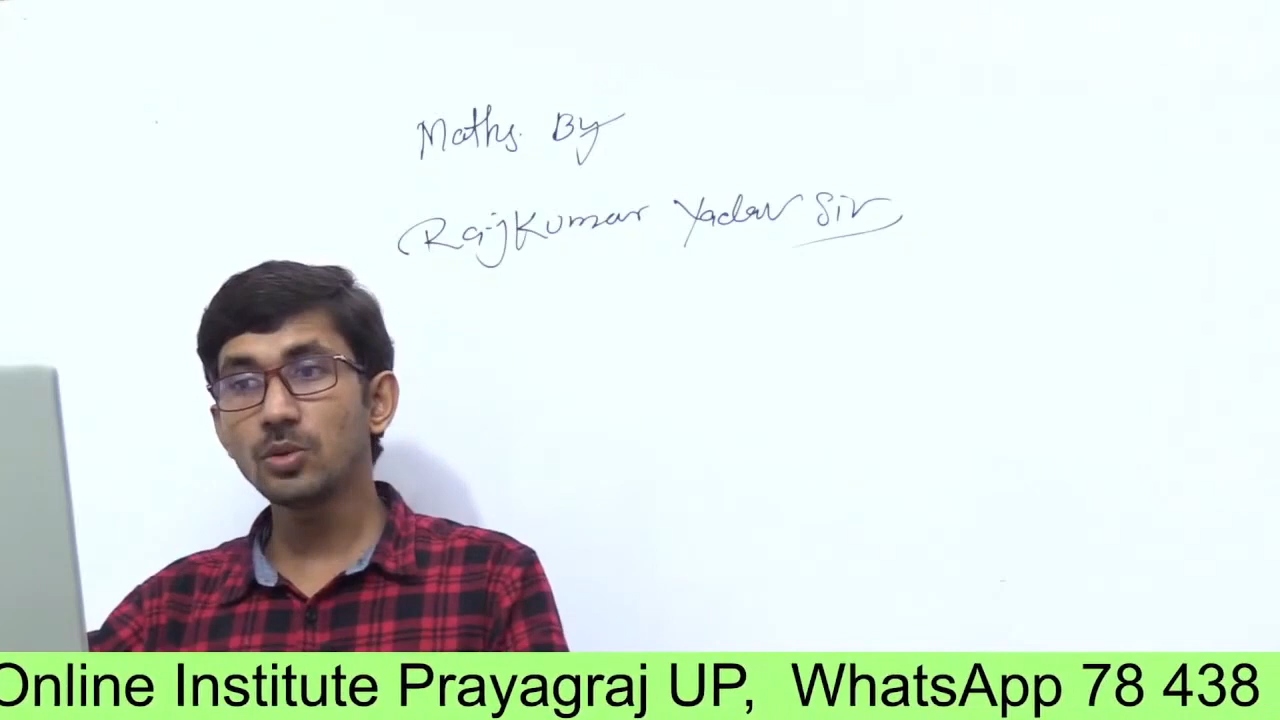 Maths By
Rajkumar Yadav Sir
Online Institute Prayagraj UP, WhatsApp 78 438